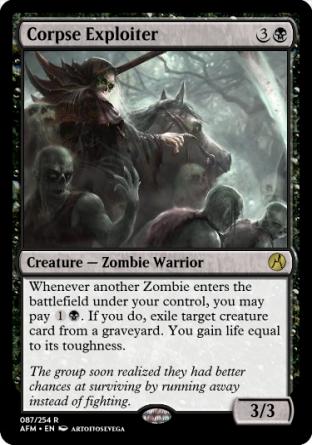 Corpse Exploiter 3
Creature — Zombie Warrior
Whenever another Zombie enters the
battlefield under your control, you may
pay 1 . If you do, exile target creature
card from a graveyard. You gain life equal
to its toughness.
The group soon realized they had better
chances at surviving by running away
instead of fighting.
3/3
087/254 R
AFM • EN ARTOITOSEVEGA